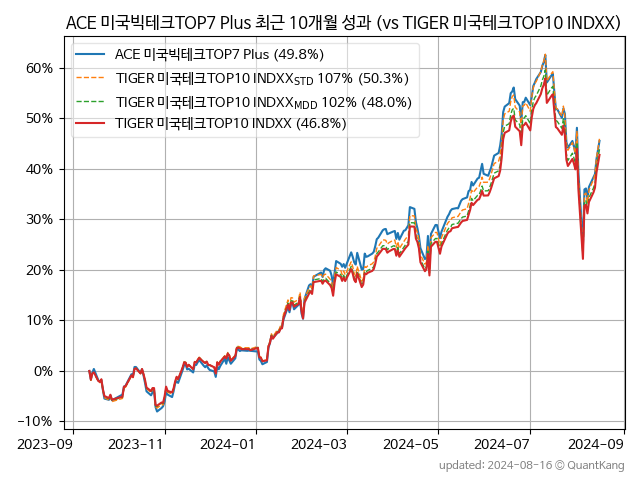 ACE 미국빅테크TOP7 Plus 최근 10개월 성과 (vs TIGER 미국테크TOP10 INDXX)
ACE 미국빅테크TOP7 Plus (49.8%)
TIGER 미국테크TOP10 INDXXSTD 107% (50.3%)
TIGER 미국테크TOP10 INDXXMDD 102% (48.0%)
TIGER 미국테크TOP10 INDXX (46.8%)
60%
50%
40%
30%
20%
10%
0%
-10%
2023-09 2023-11 2024-01 2024-03 2024-05 2024-07 2024-09
updated: 2024-08-16 © QuantKang